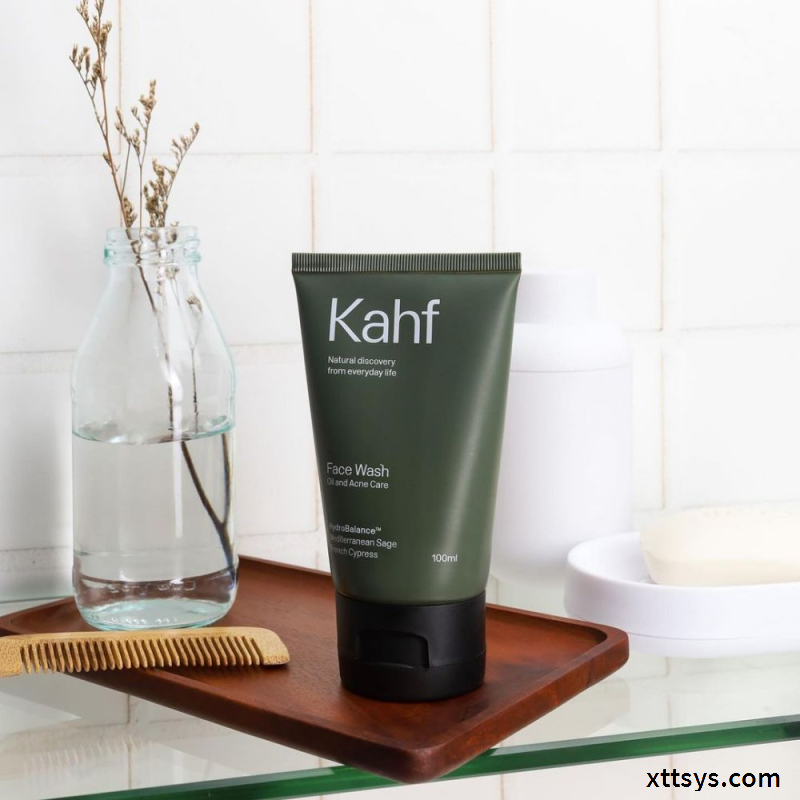 Kahf
Natural discovery
from everyday life
Face Wash
Oil and Acne Care
HydroBalance™
Mediterranean Sage
French Cypress
100ml
xttsys.com